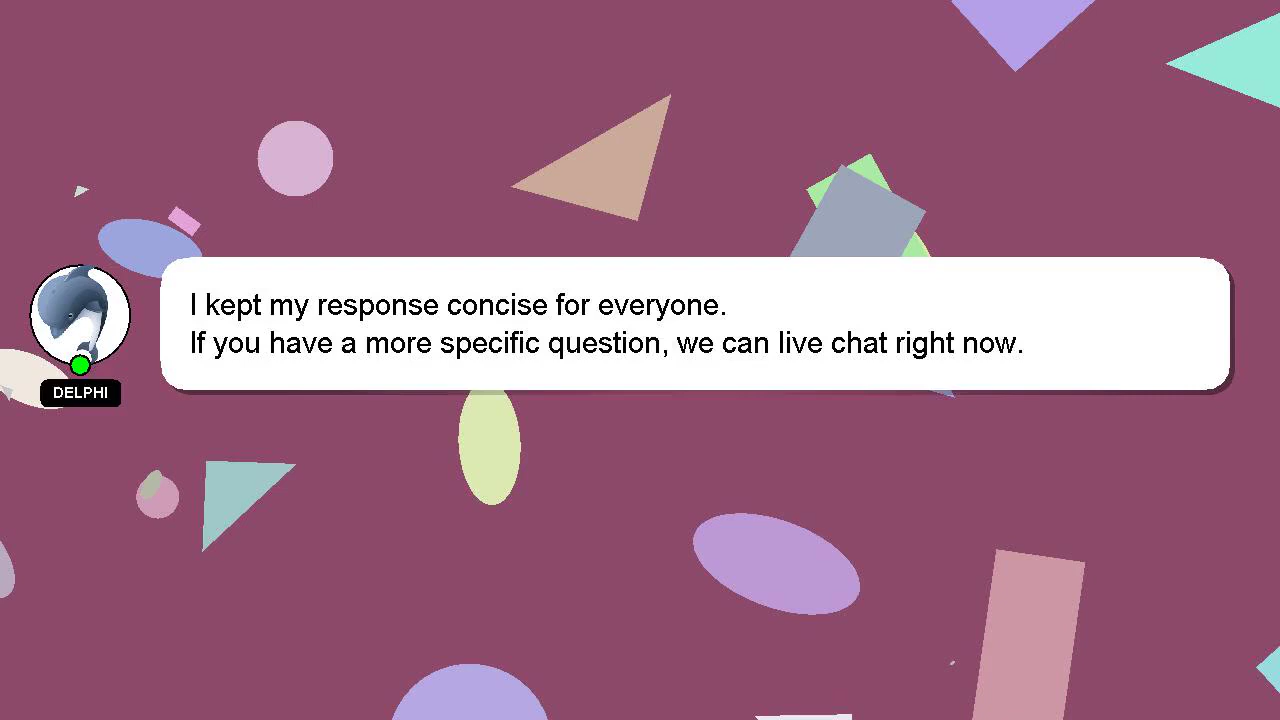 I kept my response concise for everyone.
If you have a more specific question, we can live chat right now.
DELPHI